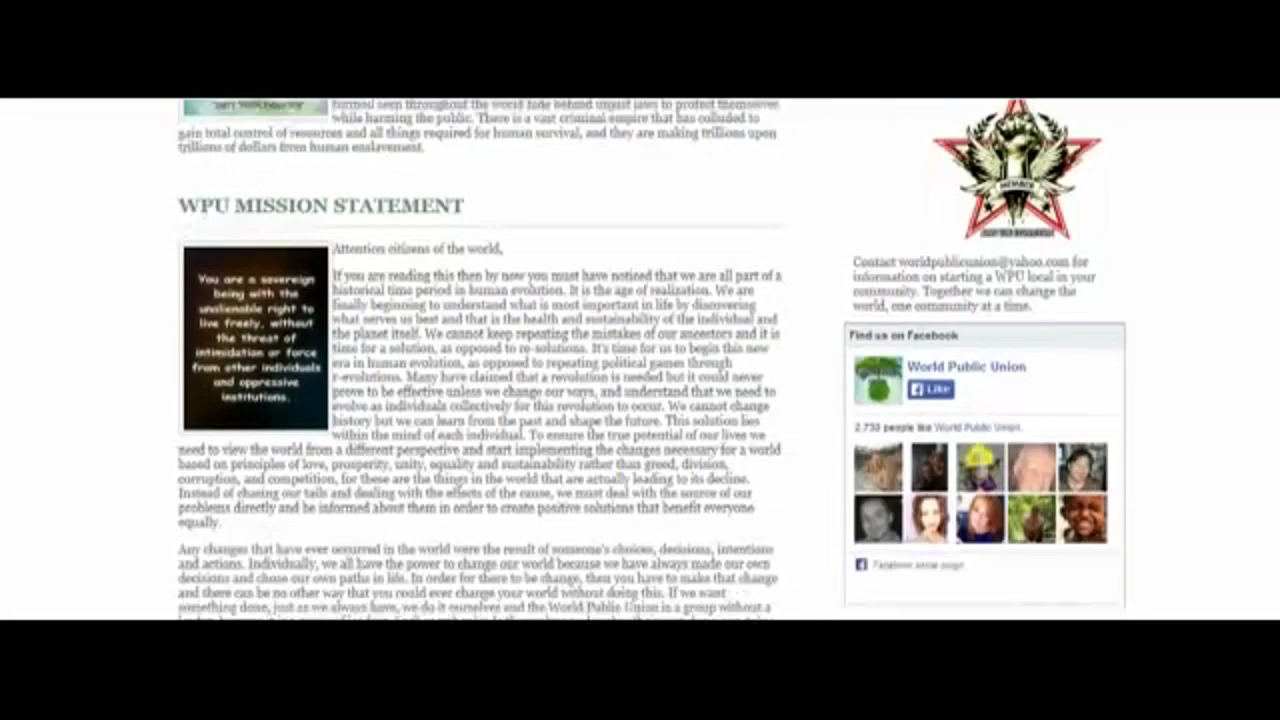 while harming the public. There is a vast criminal empire that has colluded to
gain total control of resources and all things required for human survival, and they are making trillions upon
trillions of dollars from human enslavement.
WPU MISSION STATEMENT
You are a sovereign
being with the
unalienable right to
live freely, without
the threat of
intimidation or force
from other individuals
and oppressive
institutions.
Attention citizens of the world,
If you are reading this then by now you must have noticed that we are all part of a
historical time period in human evolution. It is the age of realization. We are
finally beginning to understand what is most important in life by discovering
what serves us best and that is the health and sustainability of the individual and
the planet itself. We cannot keep repeating the mistakes of our ancestors and it is
time for a solution, as opposed to re-solutions. It's time for us to begin this new
era in human evolution, as opposed to repeating political games through
r-evolutions. Many have claimed that a revolution is needed but it could never
prove to be effective unless we change our ways, and understand that we need to
evolve as individuals collectively for this revolution to occur. We cannot change
history but we can learn from the past and shape the future. This solution lies
within the mind of each individual. To ensure the true potential of our lives we
need to view the world from a different perspective and start implementing the changes necessary for a world
based on principles of love, prosperity, unity, equality and sustainability rather than greed, division,
corruption, and competition, for these are the things in the world that are actually leading to its decline.
Instead of chasing our tails and dealing with the effects of the cause, we must deal with the source of our
problems directly and be informed about them in order to create positive solutions that benefit everyone
equally.
Any changes that have ever occurred in the world were the result of someone's choices, decisions, intentions
and actions. Individually, we all have the power to change our world because we have always made our own
decisions and chose our own paths in life. In order for there to be change, then you have to make that change
and there can be no other way that you could ever change your world without doing this. If we want
something done, just as we always have, we do it ourselves and the World Public Union is a group without a
MEMBER
Contact worldpublicunion@yahoo.com for
information on starting a WPU local in your
community. Together we can change the
world, one community at a time.
Find us on Facebook
World Public Union
Like
2,730 people like World Public Union.
Facebook social plugin